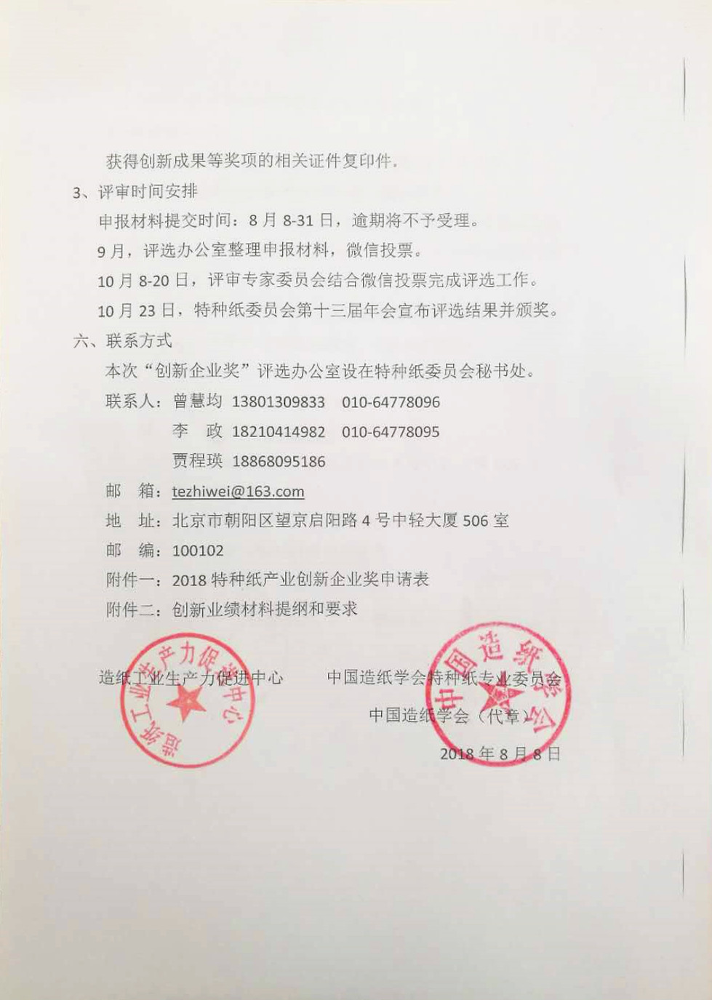 获得创新成果等奖项的相关证件复印件。
3、评审时间安排
申报材料提交时间：8 月 8-31 日，逾期将不予受理。
9 月，评选办公室整理申报材料，微信投票。
10 月 8-20 日，评审专家委员会结合微信投票完成评选工作。
10 月 23 日，特种纸委员会第十三届年会宣布评选结果并颁奖。
六、联系方式
本次“创新企业奖”评选办公室设在特种纸委员会秘书处。
联系人：曾慧均 13801309833 010-64778096
李 政 18210414982 010-64778095
贾程瑛 18868095186
邮 箱：tezhiwei@163.com
地 址：北京市朝阳区望京启阳路 4 号中轻大厦 506 室
邮 编：100102
附件一：2018 特种纸产业创新企业奖申请表
附件二：创新业绩材料提纲和要求
造纸工业生产力促进中心 中国造纸学会特种纸专业委员会
中国造纸学会（代章）
2018 年 8 月 8 日
造纸工业生产力促进中心
中国造纸学会